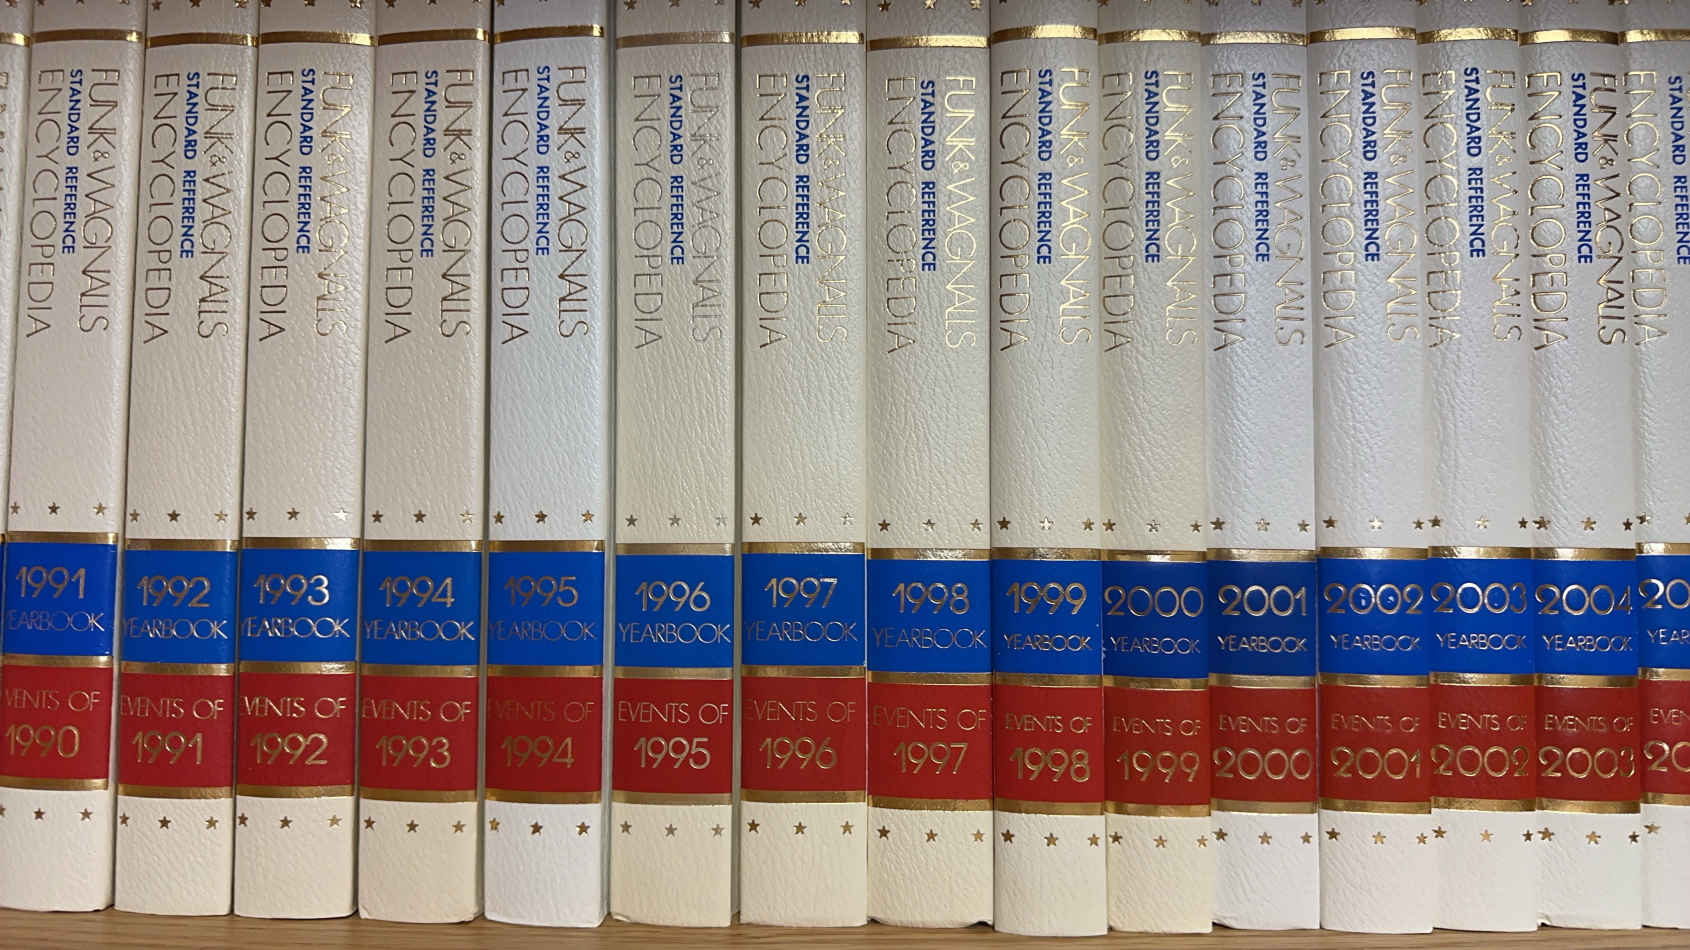 FUNK & WAGNALLS
STANDARD REFERENCE
ENCYCLOPEDIA
1991
YEARBOOK
EVENTS OF
1990
FUNK & WAGNALLS
STANDARD REFERENCE
ENCYCLOPEDIA
1992
YEARBOOK
EVENTS OF
1991
FUNK & WAGNALLS
STANDARD REFERENCE
ENCYCLOPEDIA
1993
YEARBOOK
EVENTS OF
1992
FUNK & WAGNALLS
STANDARD REFERENCE
ENCYCLOPEDIA
1994
YEARBOOK
EVENTS OF
1993
FUNK & WAGNALLS
STANDARD REFERENCE
ENCYCLOPEDIA
1995
YEARBOOK
EVENTS OF
1994
FUNK & WAGNALLS
STANDARD REFERENCE
ENCYCLOPEDIA
1996
YEARBOOK
EVENTS OF
1995
FUNK & WAGNALLS
STANDARD REFERENCE
ENCYCLOPEDIA
1997
YEARBOOK
EVENTS OF
1996
FUNK & WAGNALLS
STANDARD REFERENCE
ENCYCLOPEDIA
1998
YEARBOOK
EVENTS OF
1997
FUNK & WAGNALLS
STANDARD REFERENCE
ENCYCLOPEDIA
1999
YEARBOOK
EVENTS OF
1998
FUNK & WAGNALLS
STANDARD REFERENCE
ENCYCLOPEDIA
2000
YEARBOOK
EVENTS OF
1999
FUNK & WAGNALLS
STANDARD REFERENCE
ENCYCLOPEDIA
2001
YEARBOOK
EVENTS OF
2000
FUNK & WAGNALLS
STANDARD REFERENCE
ENCYCLOPEDIA
2002
YEARBOOK
EVENTS OF
2001
FUNK & WAGNALLS
STANDARD REFERENCE
ENCYCLOPEDIA
2003
YEARBOOK
EVENTS OF
2002
FUNK & WAGNALLS
STANDARD REFERENCE
ENCYCLOPEDIA
2004
YEARBOOK
EVENTS OF
2003
STANDARD REFERENCE
ENCYCLOPEDIA